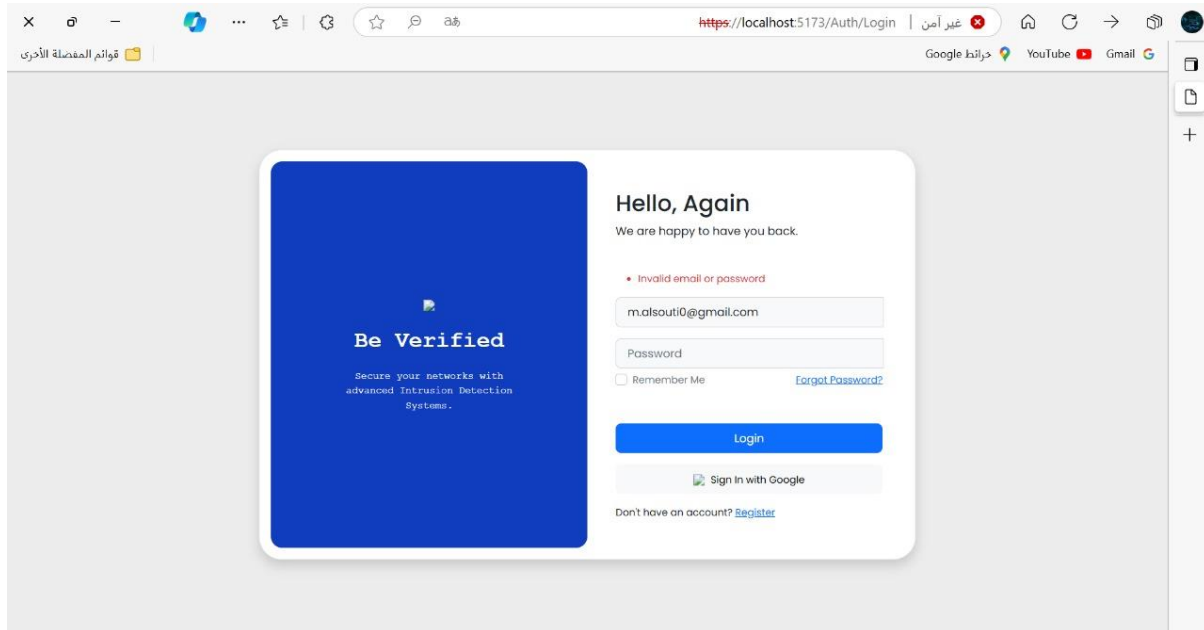 https://localhost:5173/Auth/Login | غير آمن
aあ
قوائم المفضلة الأخرى
خرائط Google
YouTube
Gmail
Be Verified
Secure your networks with
advanced Intrusion Detection
Systems.
Hello, Again
We are happy to have you back.
• Invalid email or password
m.alsouti0@gmail.com
Password
Remember Me
Forgot Password?
Login
Sign In with Google
Don't have an account? Register